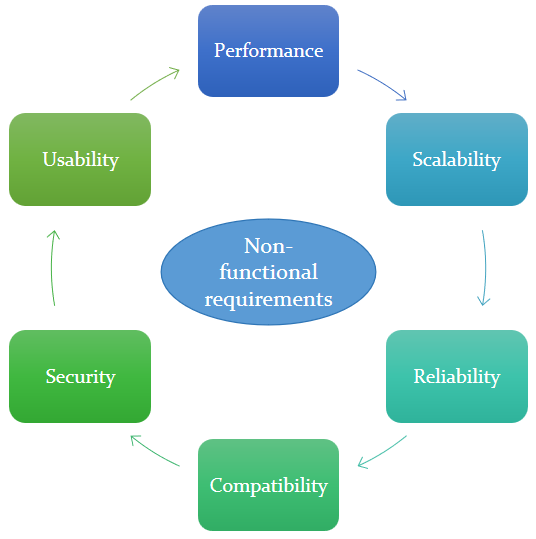 Performance
Scalability
Reliability
Compatibility
Security
Usability
Non-
functional
requirements